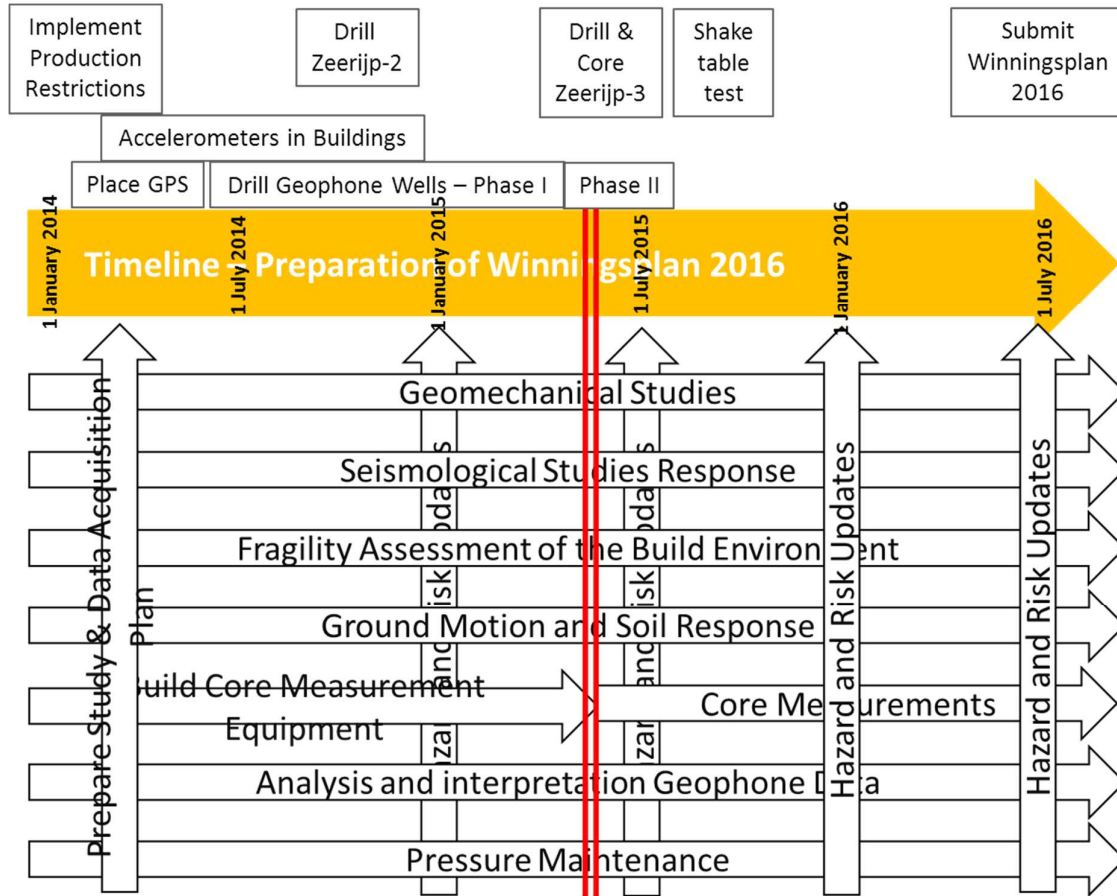 Implement
Production
Restrictions
Drill
Zeerijp-2
Drill &
Core
Zeerijp-3
Shake
table
test
Submit
Winningsplan
2016
Accelerometers in Buildings
Place GPS
Drill Geophone Wells – Phase I
Phase II
1 January 2014
1 July 2014
1 January 2015
1 July 2015
1 January 2016
1 July 2016
Timeline – Preparation of Winningsplan 2016
Geomechanical Studies
Seismological Studies Response
Fragility Assessment of the Build Environment
Ground Motion and Soil Response
Build Core Measurement
Equipment
Core Measurements
Analysis and interpretation Geophone Data
Pressure Maintenance
Prepare Study & Data Acquisition
Plan
Hazard and Risk Updates
Hazard and Risk Updates
Hazard and Risk Updates
Hazard and Risk Updates